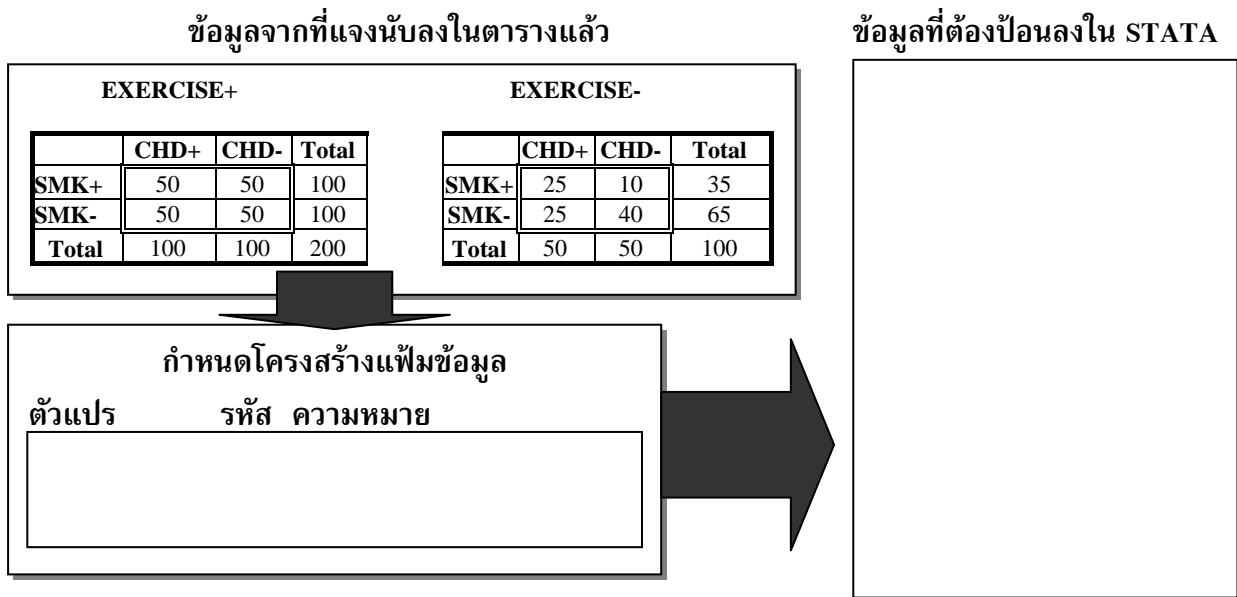 ข้อมูลจากที่แจงนับลงในตารางแล้ว
ข้อมูลที่ต้องป้อนลงใน STATA
EXERCISE+
CHD+ CHD- Total
SMK+ 50 50 100
SMK- 50 50 100
Total 100 100 200
EXERCISE-
CHD+ CHD- Total
SMK+ 25 10 35
SMK- 25 40 65
Total 50 50 100
กำหนดโครงสร้างแฟ้มข้อมูล
ตัวแปร รหัส ความหมาย